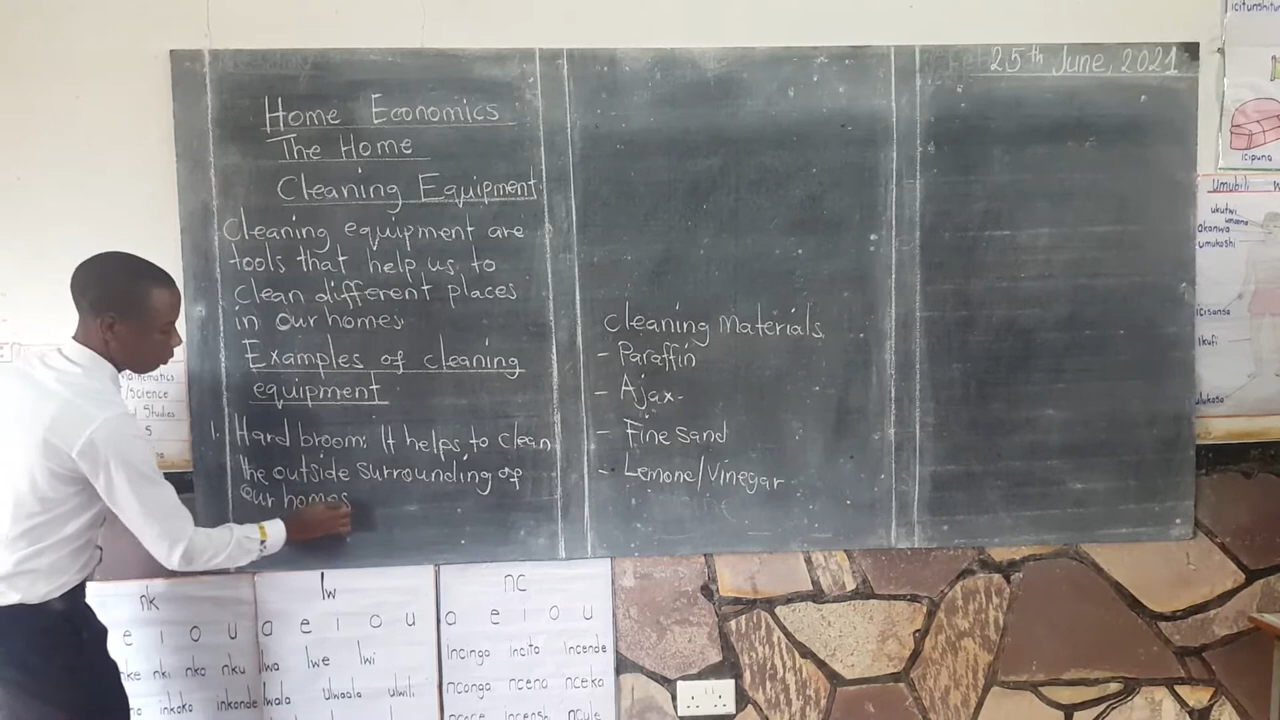 Home Economics
The Home
Cleaning Equipment
Cleaning equipment are
tools that help us to
clean different places
in our homes.
Examples of cleaning
equipment
1. Hard broom: It helps to clean
the outside surrounding of
our homes
Cleaning Materials
- Paraffin
- Ajax
- Fine sand
- Lemone/Vinegar
25th June, 2021
icipuna
Umubili
ukutwi
akanwa
umukoshi
icisansa
ikufi
ulukasa
Mathematics
/Science
Studies
S
nk
e i o u
nke nki nko nku
inkoko inkonde
lw
a e i o u
lwa lwe lwi
lwala ulwala ulwili
nc
a e i o u
incinga incito incende
nconga ncena nceka